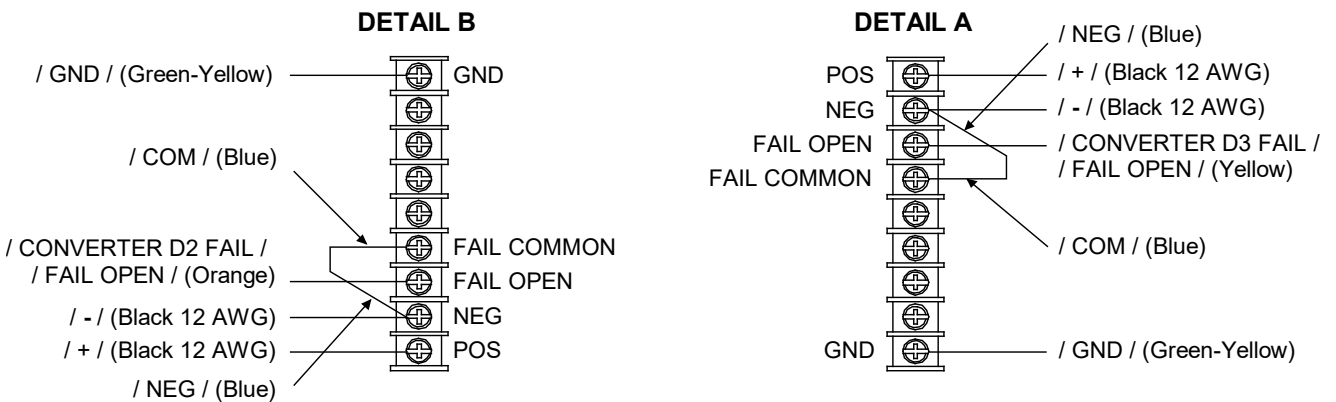 DETAIL B
/ GND / (Green-Yellow)
GND
/ COM / (Blue)
/ CONVERTER D2 FAIL /
/ FAIL OPEN / (Orange)
FAIL COMMON
FAIL OPEN
/ - / (Black 12 AWG)
NEG
/ + / (Black 12 AWG)
POS
/ NEG / (Blue)
DETAIL A
/ NEG / (Blue)
POS
/ + / (Black 12 AWG)
NEG
/ - / (Black 12 AWG)
FAIL OPEN
/ CONVERTER D3 FAIL /
/ FAIL OPEN / (Yellow)
FAIL COMMON
/ COM / (Blue)
GND
/ GND / (Green-Yellow)